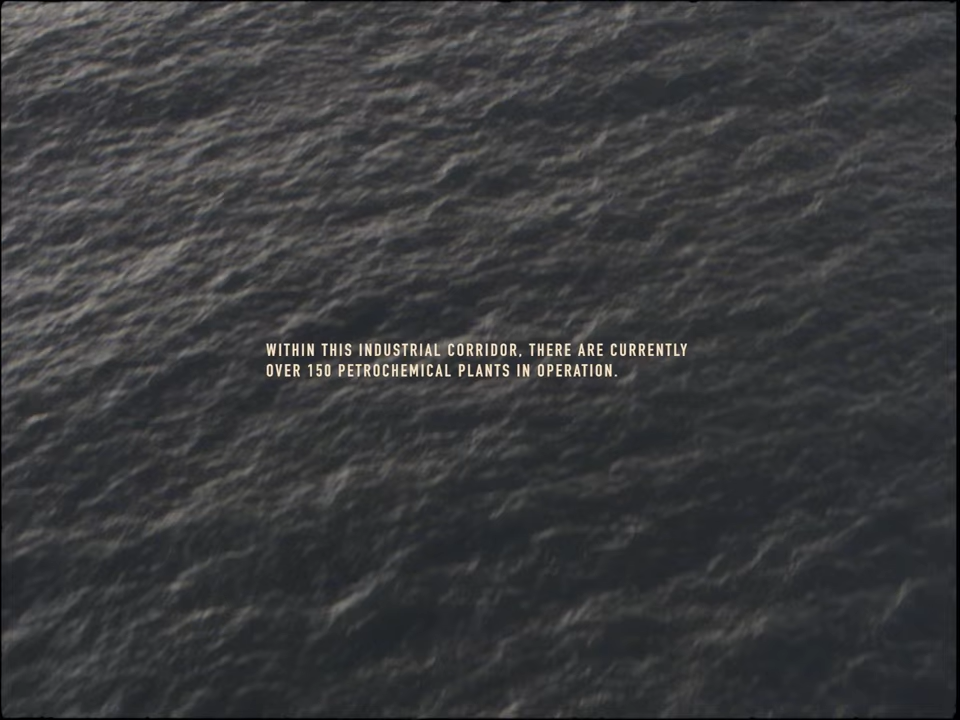 WITHIN THIS INDUSTRIAL CORRIDOR, THERE ARE CURRENTLY
OVER 150 PETROCHEMICAL PLANTS IN OPERATION.